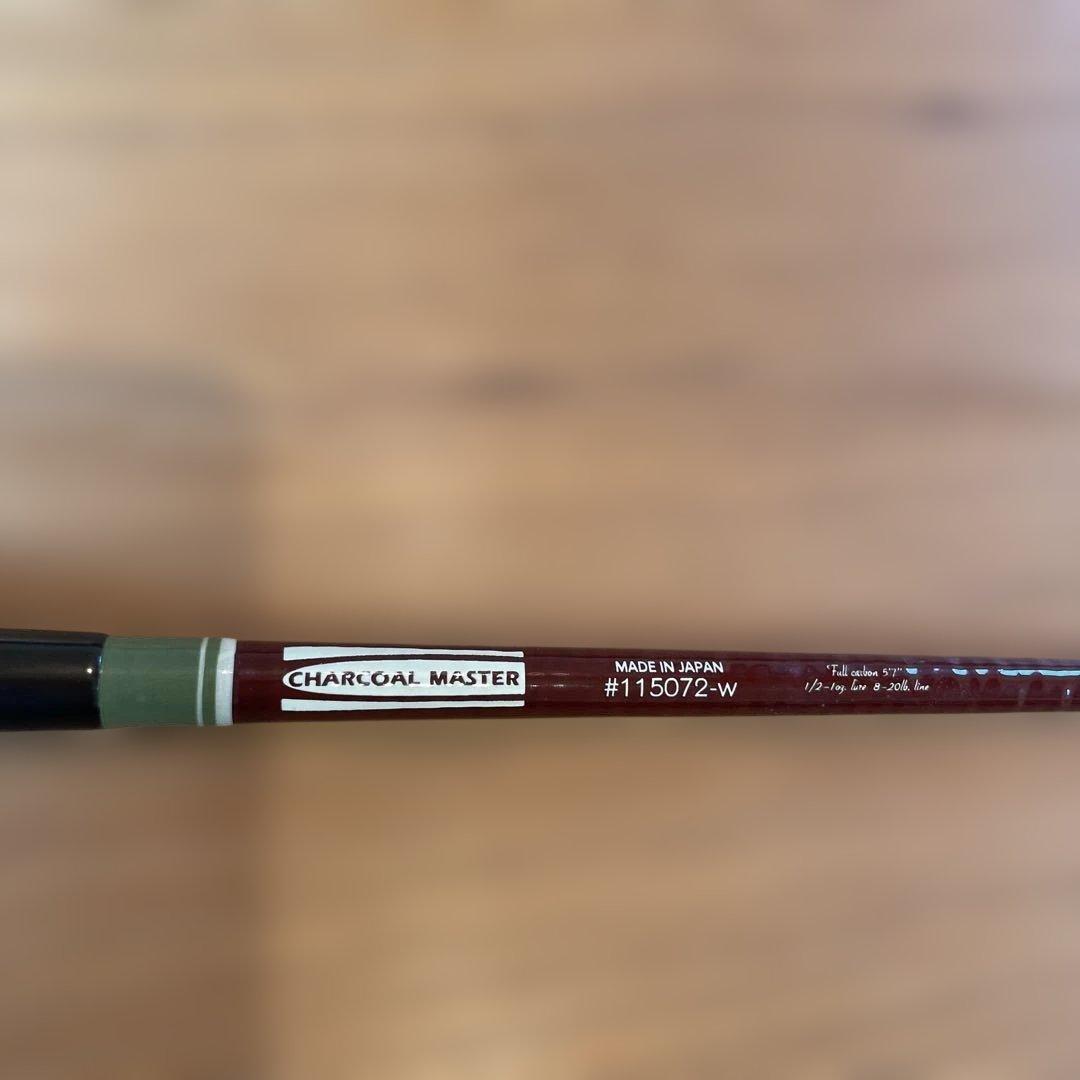 CHARCOAL MASTER
MADE IN JAPAN
#115072-w
"Full carbon 5'7"
1/2-1oz. lure 8-20lb. line